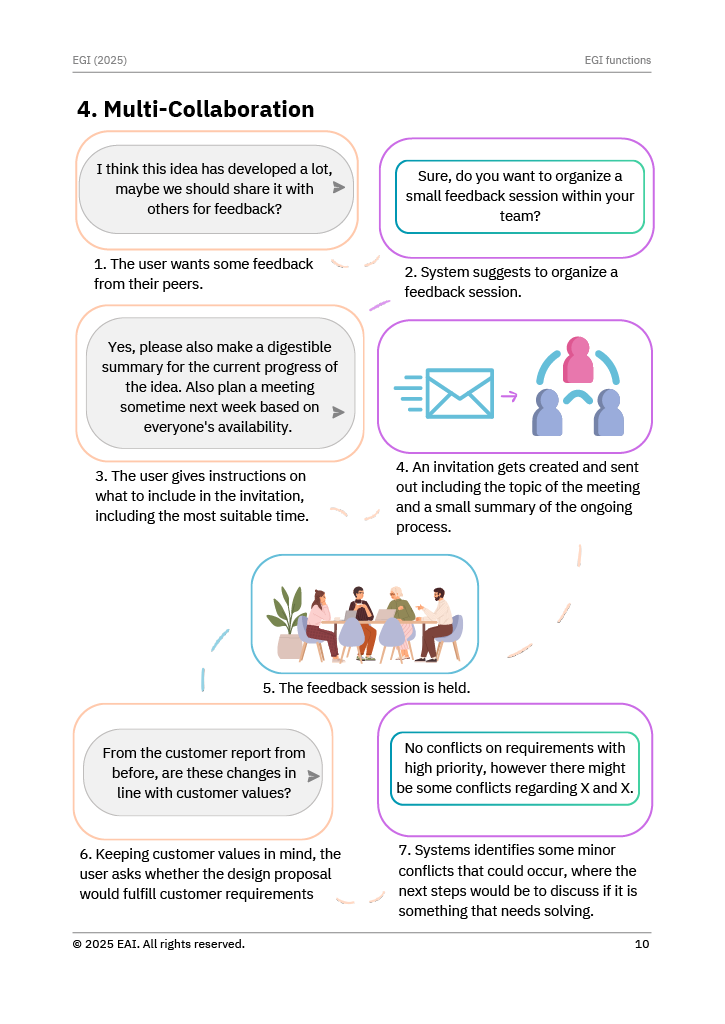 EGI (2025)
EGI functions
4. Multi-Collaboration
I think this idea has developed a lot,
maybe we should share it with
others for feedback?
Sure, do you want to organize a
small feedback session within your
team?
1. The user wants some feedback
from their peers.
2. System suggests to organize a
feedback session.
Yes, please also make a digestible
summary for the current progress of
the idea. Also plan a meeting
sometime next week based on
everyone's availability.
3. The user gives instructions on
what to include in the invitation,
including the most suitable time.
4. An invitation gets created and sent
out including the topic of the meeting
and a small summary of the ongoing
process.
5. The feedback session is held.
From the customer report from
before, are these changes in
line with customer values?
No conflicts on requirements with
high priority, however there might
be some conflicts regarding X and X.
6. Keeping customer values in mind, the
user asks whether the design proposal
would fulfill customer requirements
7. Systems identifies some minor
conflicts that could occur, where the
next steps would be to discuss if it is
something that needs solving.
© 2025 EAI. All rights reserved.
10